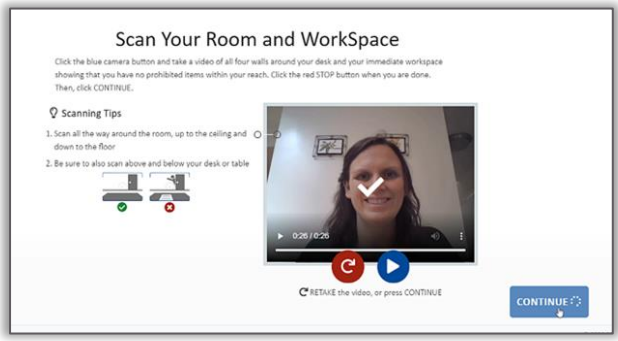 Scan Your Room and WorkSpace
Click the blue camera button and take a video of all four walls around your desk and your immediate workspace
showing that you have no prohibited items within your reach. Click the red STOP button when you are done.
Then, click CONTINUE.
Scanning Tips
1. Scan all the way around the room, up to the ceiling and
down to the floor
2. Be sure to also scan above and below your desk or table
0:26 / 0:26
RETAKE the video, or press CONTINUE
CONTINUE